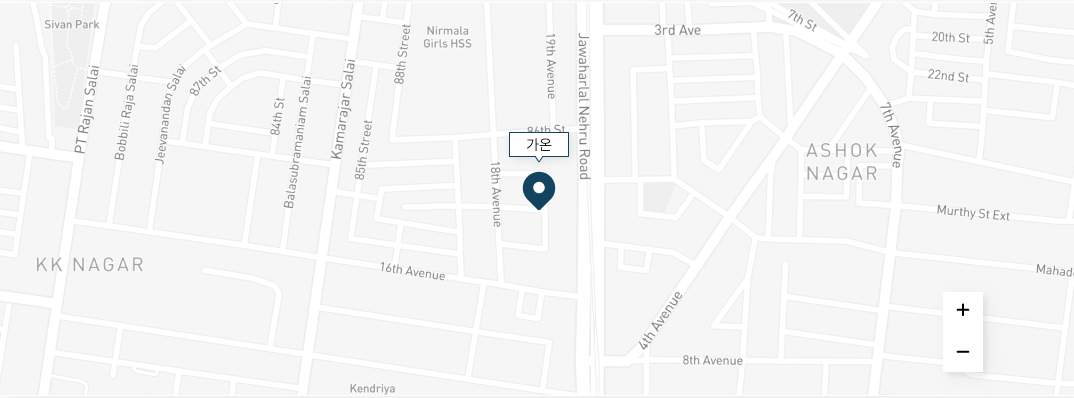 Sivan Park
PT Rajan Salai
Bobbili Raja Salai
Jeevanandan Salai
87th St
84th St
Balasubramaniam Salai
Kamarajar Salai
85th Street
88th Street
Nirmala
Girls HSS
19th Avenue
86th St
가온
18th Avenue
Jawaharlal Nehru Road
3rd Ave
7th St
20th St
5th Aven
22nd St
7th Avenue
ASHOK
NAGAR
Murthy St Ext
KK NAGAR
16th Avenue
Mahad
4th Avenue
8th Avenue
Kendriya
+
−